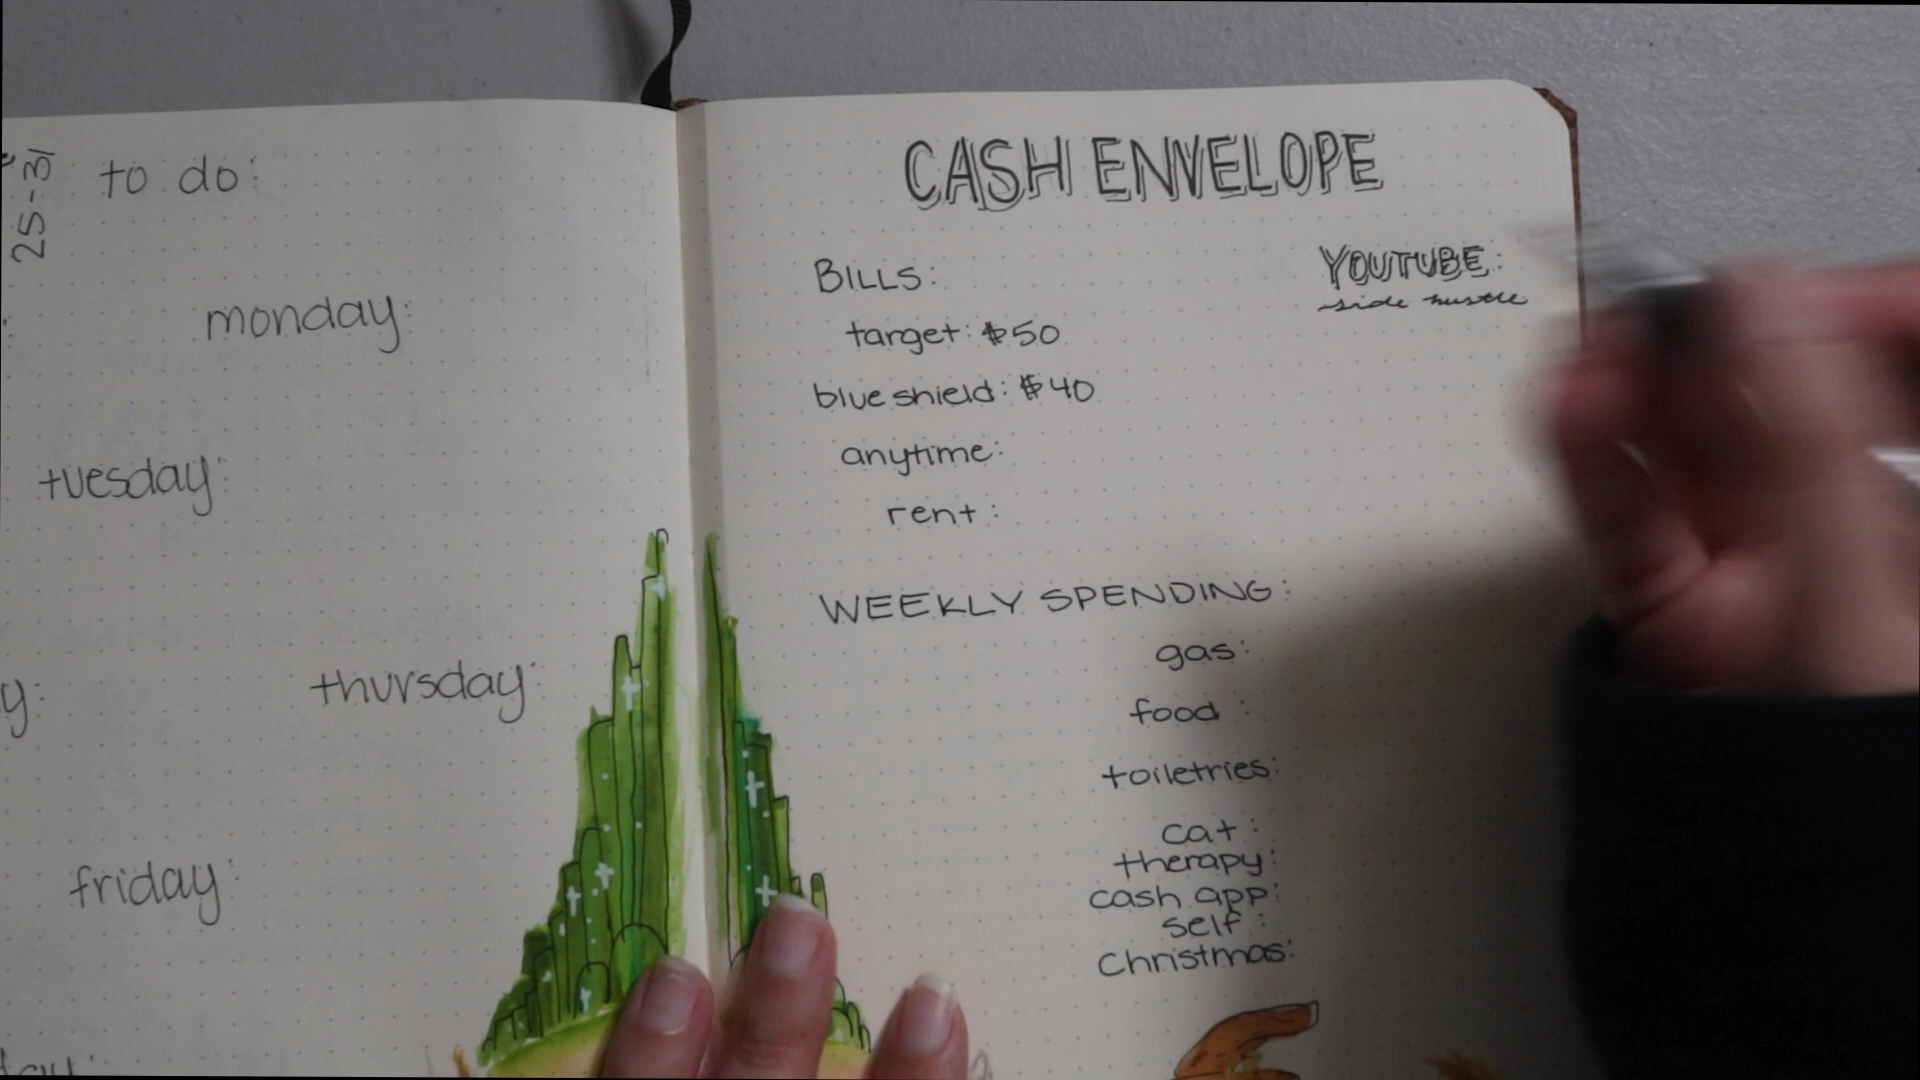 25-31
to do:
monday:
tuesday:
thursday:
friday:
CASH ENVELOPE
BILLS:
target: $50
blue shield: $40
anytime:
rent:
YOUTUBE:
side hustle
WEEKLY SPENDING:
gas:
food :
toiletries:
cat:
therapy:
cash app:
self :
Christmas: